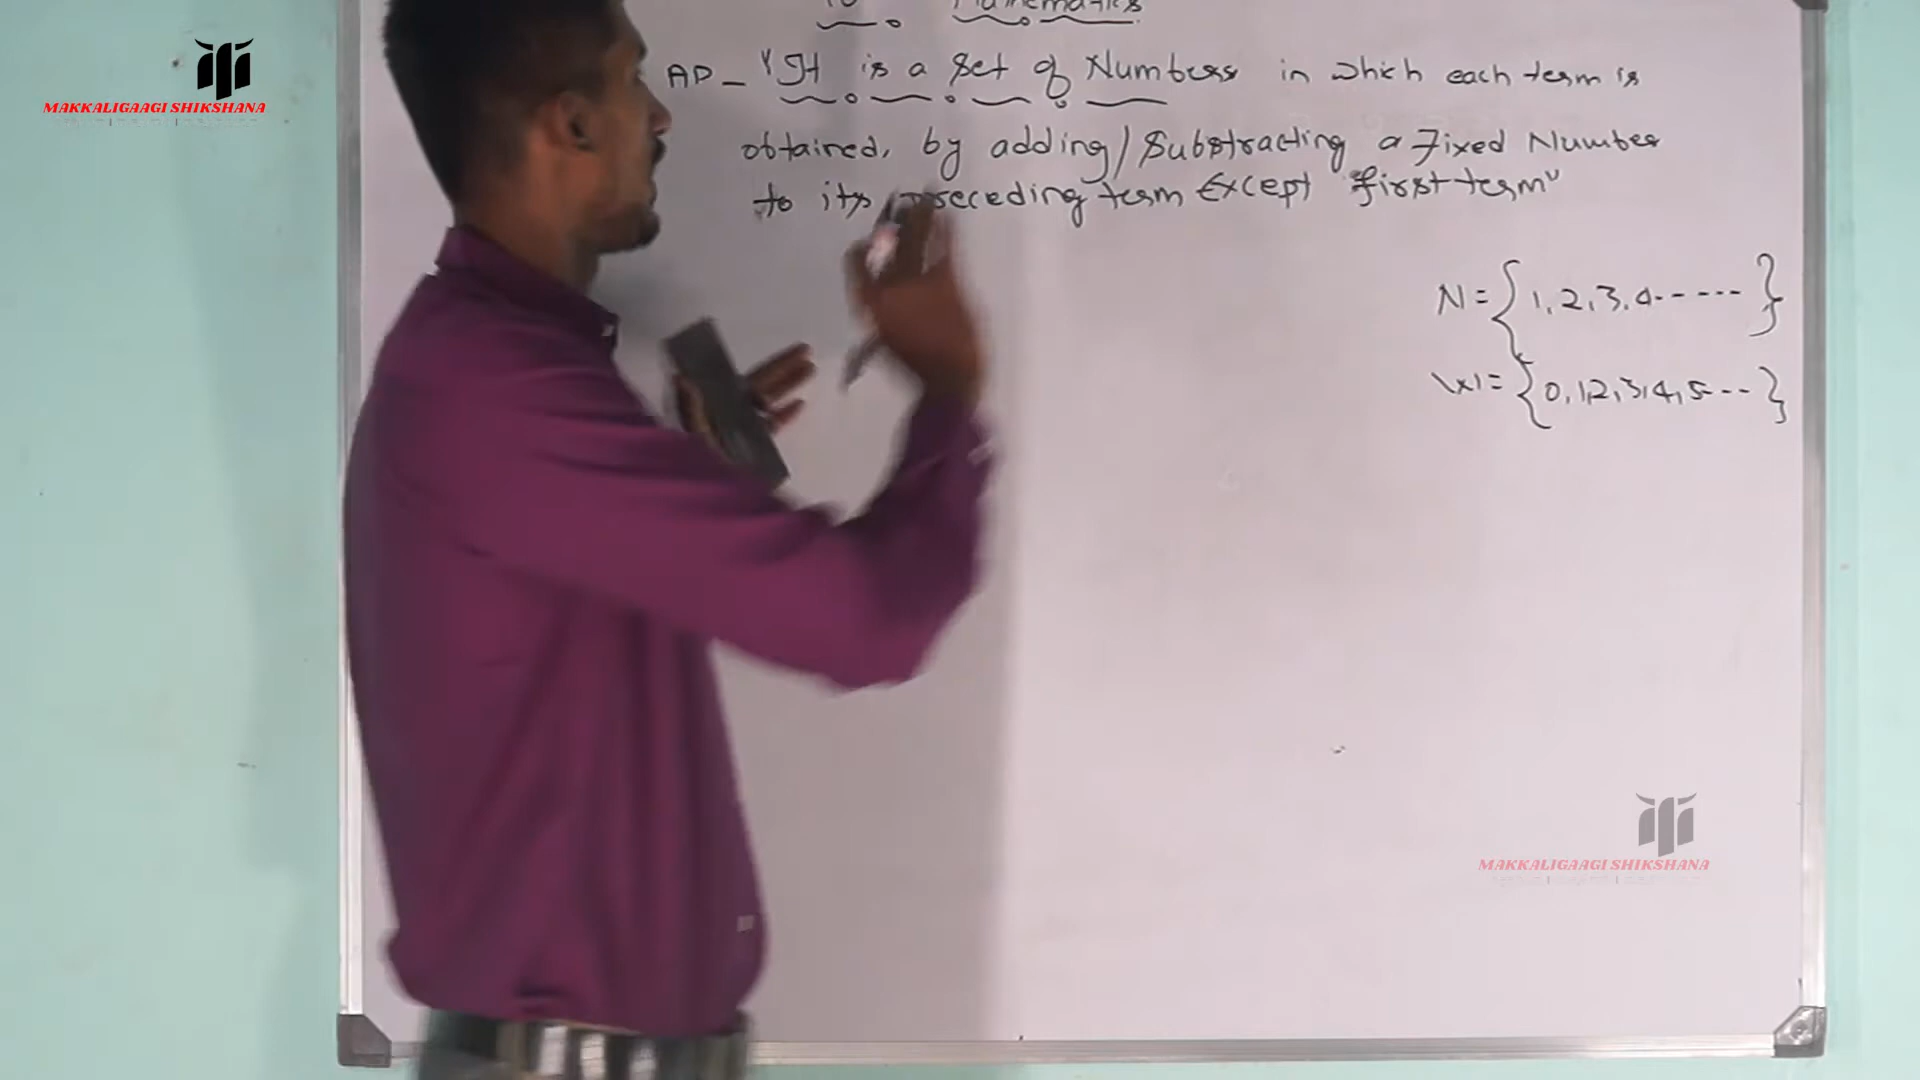 Mathematics
MAKKALIGAAGI SHIKSHANA
AP - "It is a Set of Numbers in which each term is
obtained, by adding/Substracting a Fixed Number
to its preceding term Except "first term"
N = { 1, 2, 3, 4------ }
W = { 0, 1, 2, 3, 4, 5--- }
MAKKALIGAAGI SHIKSHANA